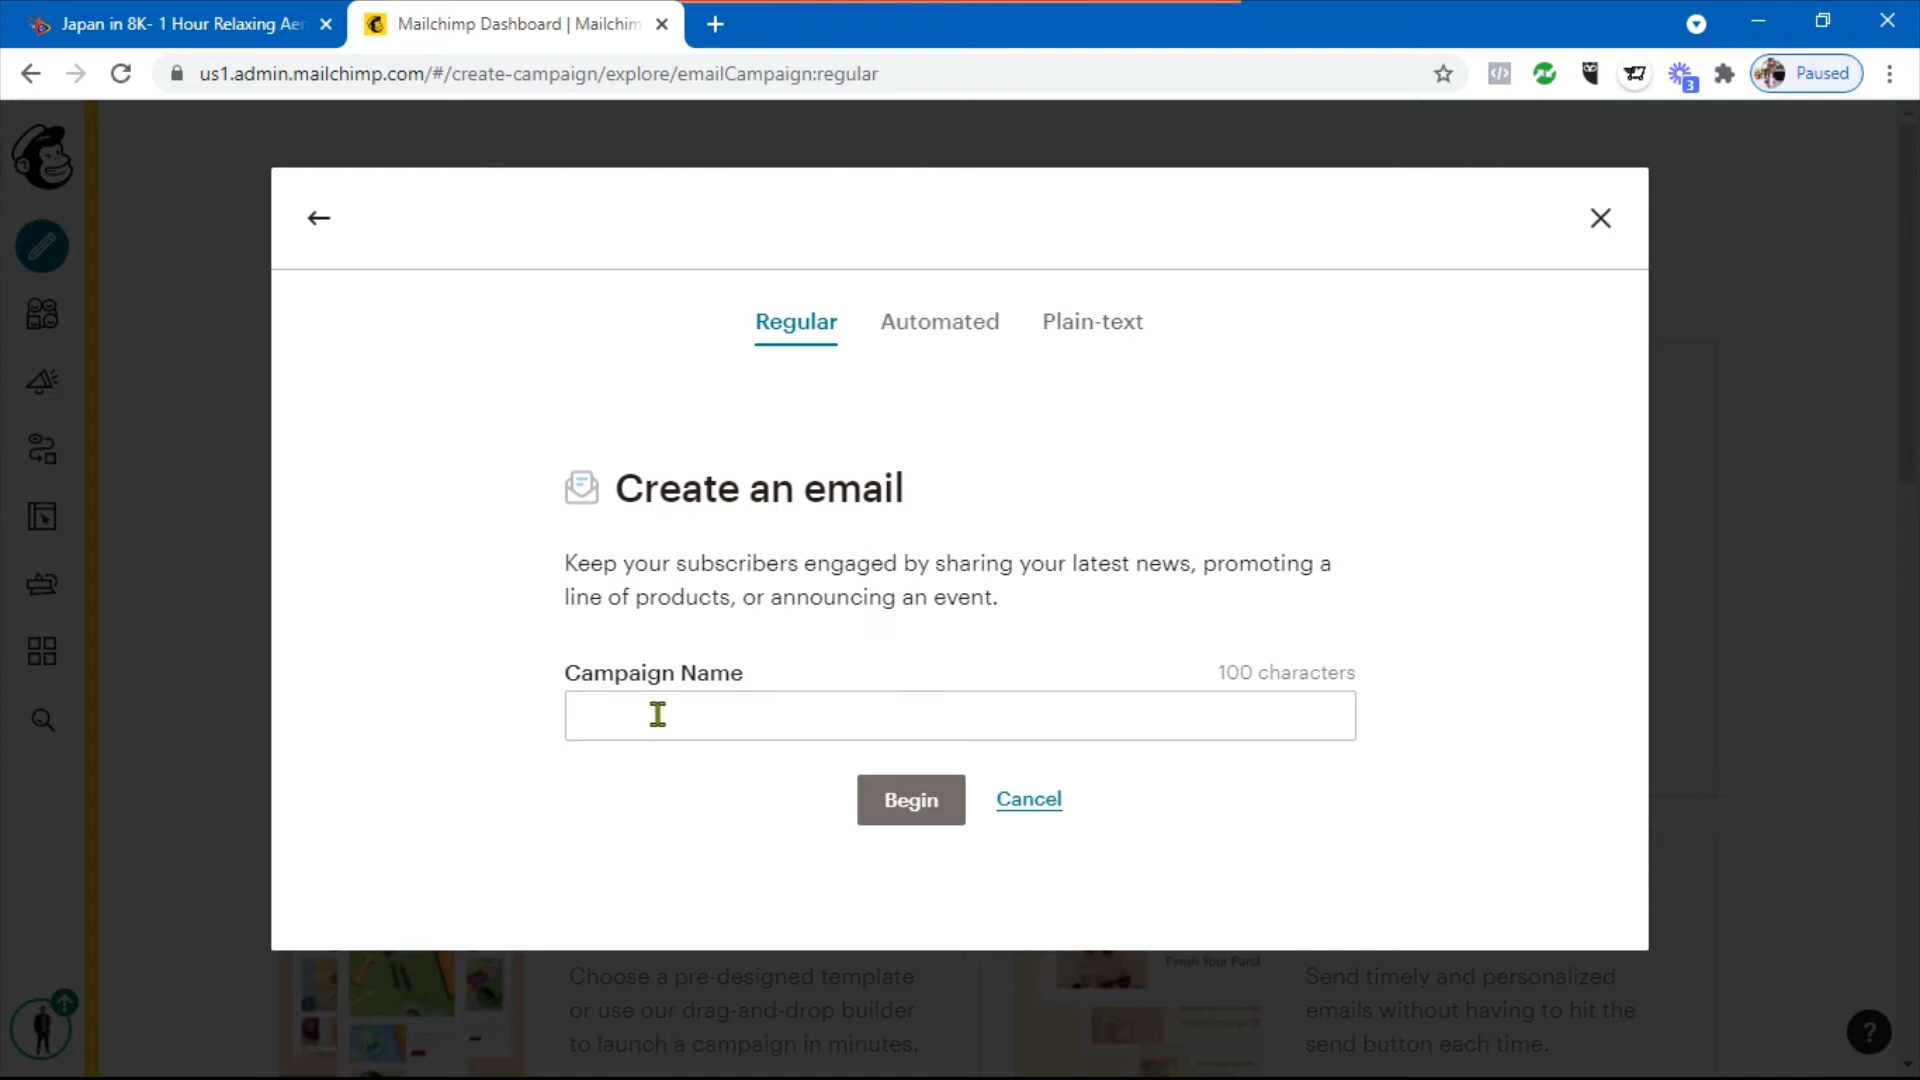 Japan in 8K- 1 Hour Relaxing Aer
Mailchimp Dashboard | Mailchim
us1.admin.mailchimp.com/#/create-campaign/explore/emailCampaign:regular
3
Paused
Regular Automated Plain-text
Create an email
Keep your subscribers engaged by sharing your latest news, promoting a
line of products, or announcing an event.
Campaign Name 100 characters
Begin Cancel
Choose a pre-designed template
or use our drag-and-drop builder
to launch a campaign in minutes.
Finish Your Purcl
Send timely and personalized
emails without having to hit the
send button each time.
?